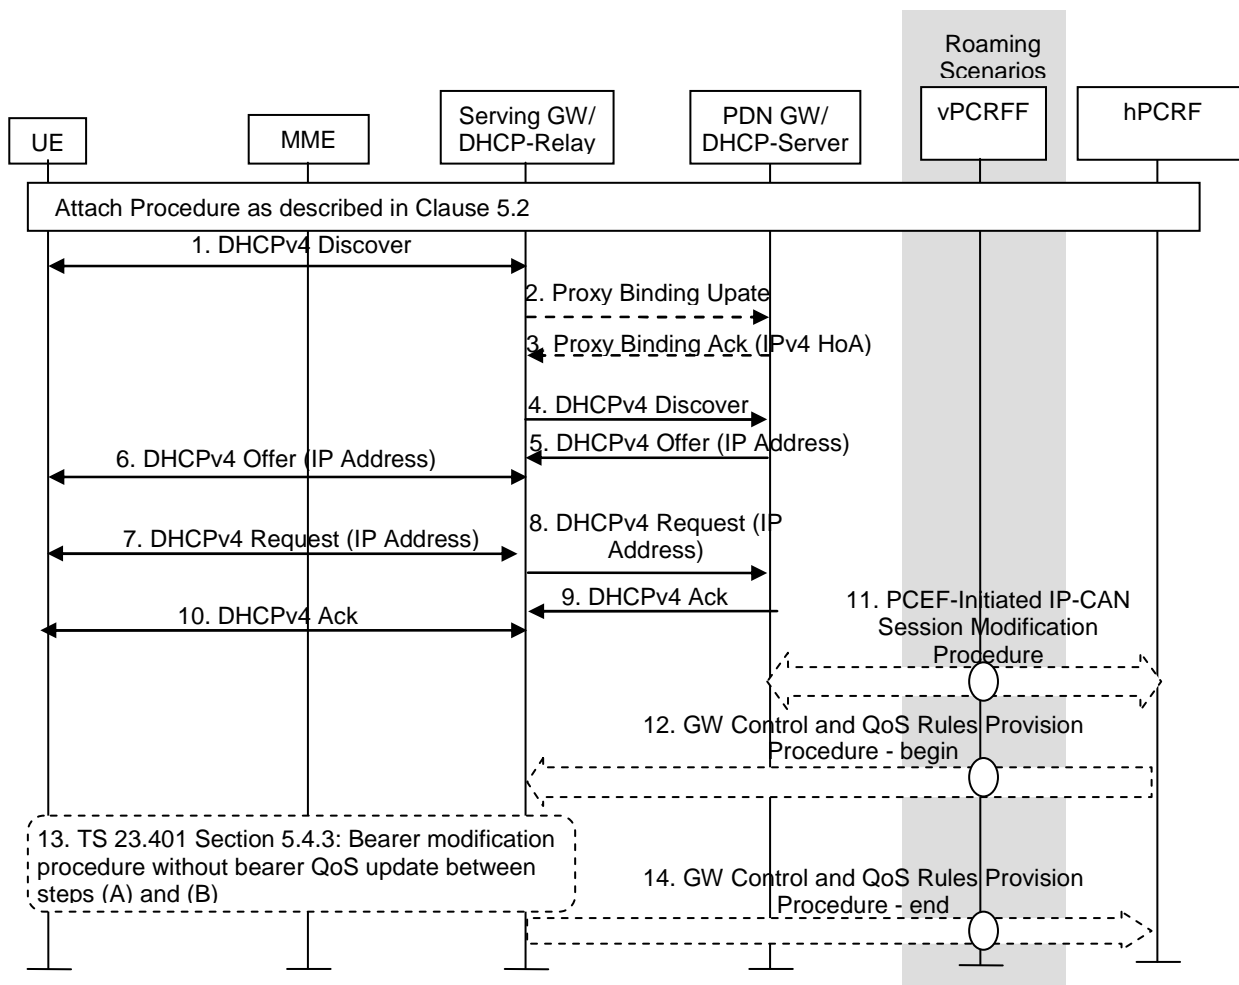 Roaming
Scenarios
UE
MME
Serving GW/
DHCP-Relay
PDN GW/
DHCP-Server
vPCRFF
hPCRF
Attach Procedure as described in Clause 5.2
1. DHCPv4 Discover
2. Proxy Binding Upate
3. Proxy Binding Ack (IPv4 HoA)
4. DHCPv4 Discover
5. DHCPv4 Offer (IP Address)
6. DHCPv4 Offer (IP Address)
7. DHCPv4 Request (IP Address)
8. DHCPv4 Request (IP
Address)
9. DHCPv4 Ack
10. DHCPv4 Ack
11. PCEF-Initiated IP-CAN
Session Modification
Procedure
12. GW Control and QoS Rules Provision
Procedure - begin
13. TS 23.401 Section 5.4.3: Bearer modification
procedure without bearer QoS update between
steps (A) and (B)
14. GW Control and QoS Rules Provision
Procedure - end